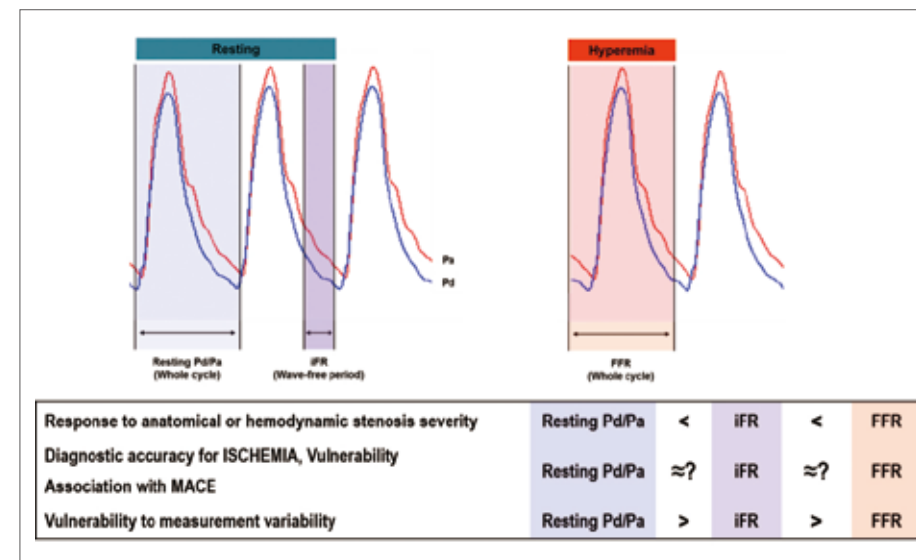 Resting
Hyperemia
Pa
Pd
Resting Pd/Pa
(Whole cycle)
iFR
(Wave-free period)
FFR
(Whole cycle)
Response to anatomical or hemodynamic stenosis severity Resting Pd/Pa < iFR < FFR
Diagnostic accuracy for ISCHEMIA, Vulnerability
Association with MACE
Resting Pd/Pa ≈? iFR ≈? FFR
Vulnerability to measurement variability Resting Pd/Pa > iFR > FFR